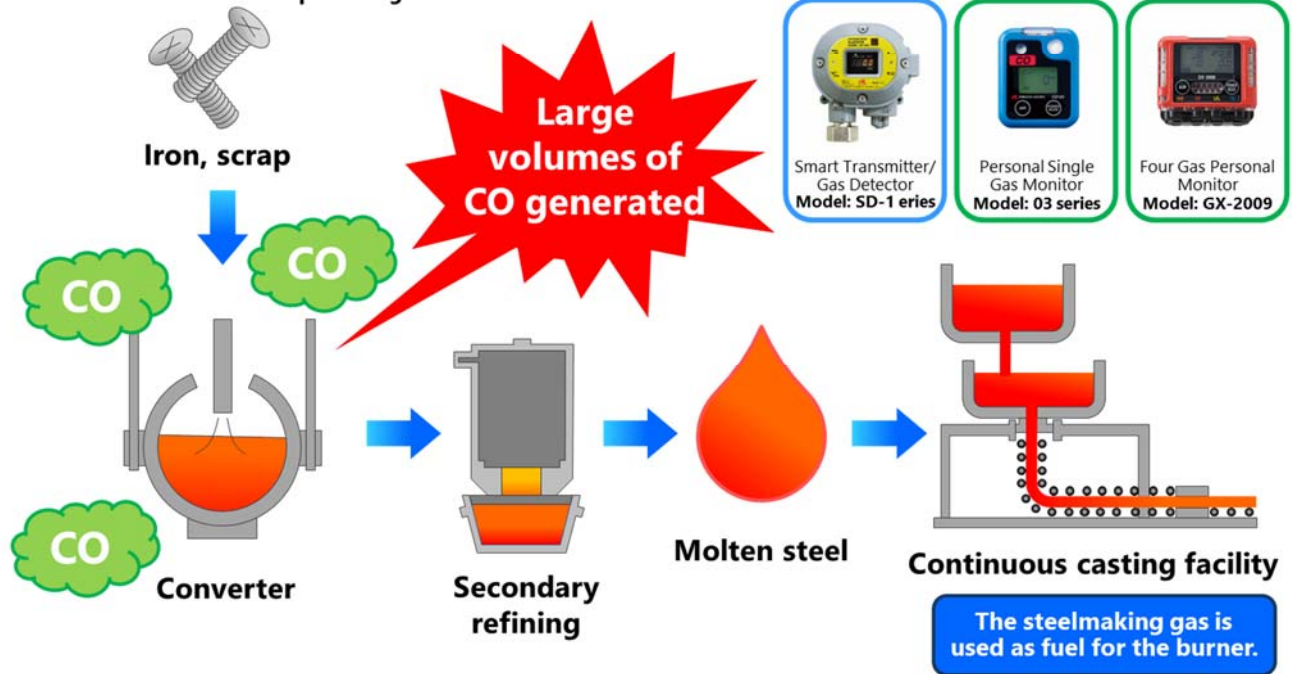 Iron, scrap
Large
volumes of
CO generated
CO
Smart Transmitter/
Gas Detector
Model: SD-1 eries
Personal Single
Gas Monitor
Model: 03 series
Four Gas Personal
Monitor
Model: GX-2009
CO
CO
CO
Converter
Secondary
refining
Molten steel
Continuous casting facility
The steelmaking gas is
used as fuel for the burner.